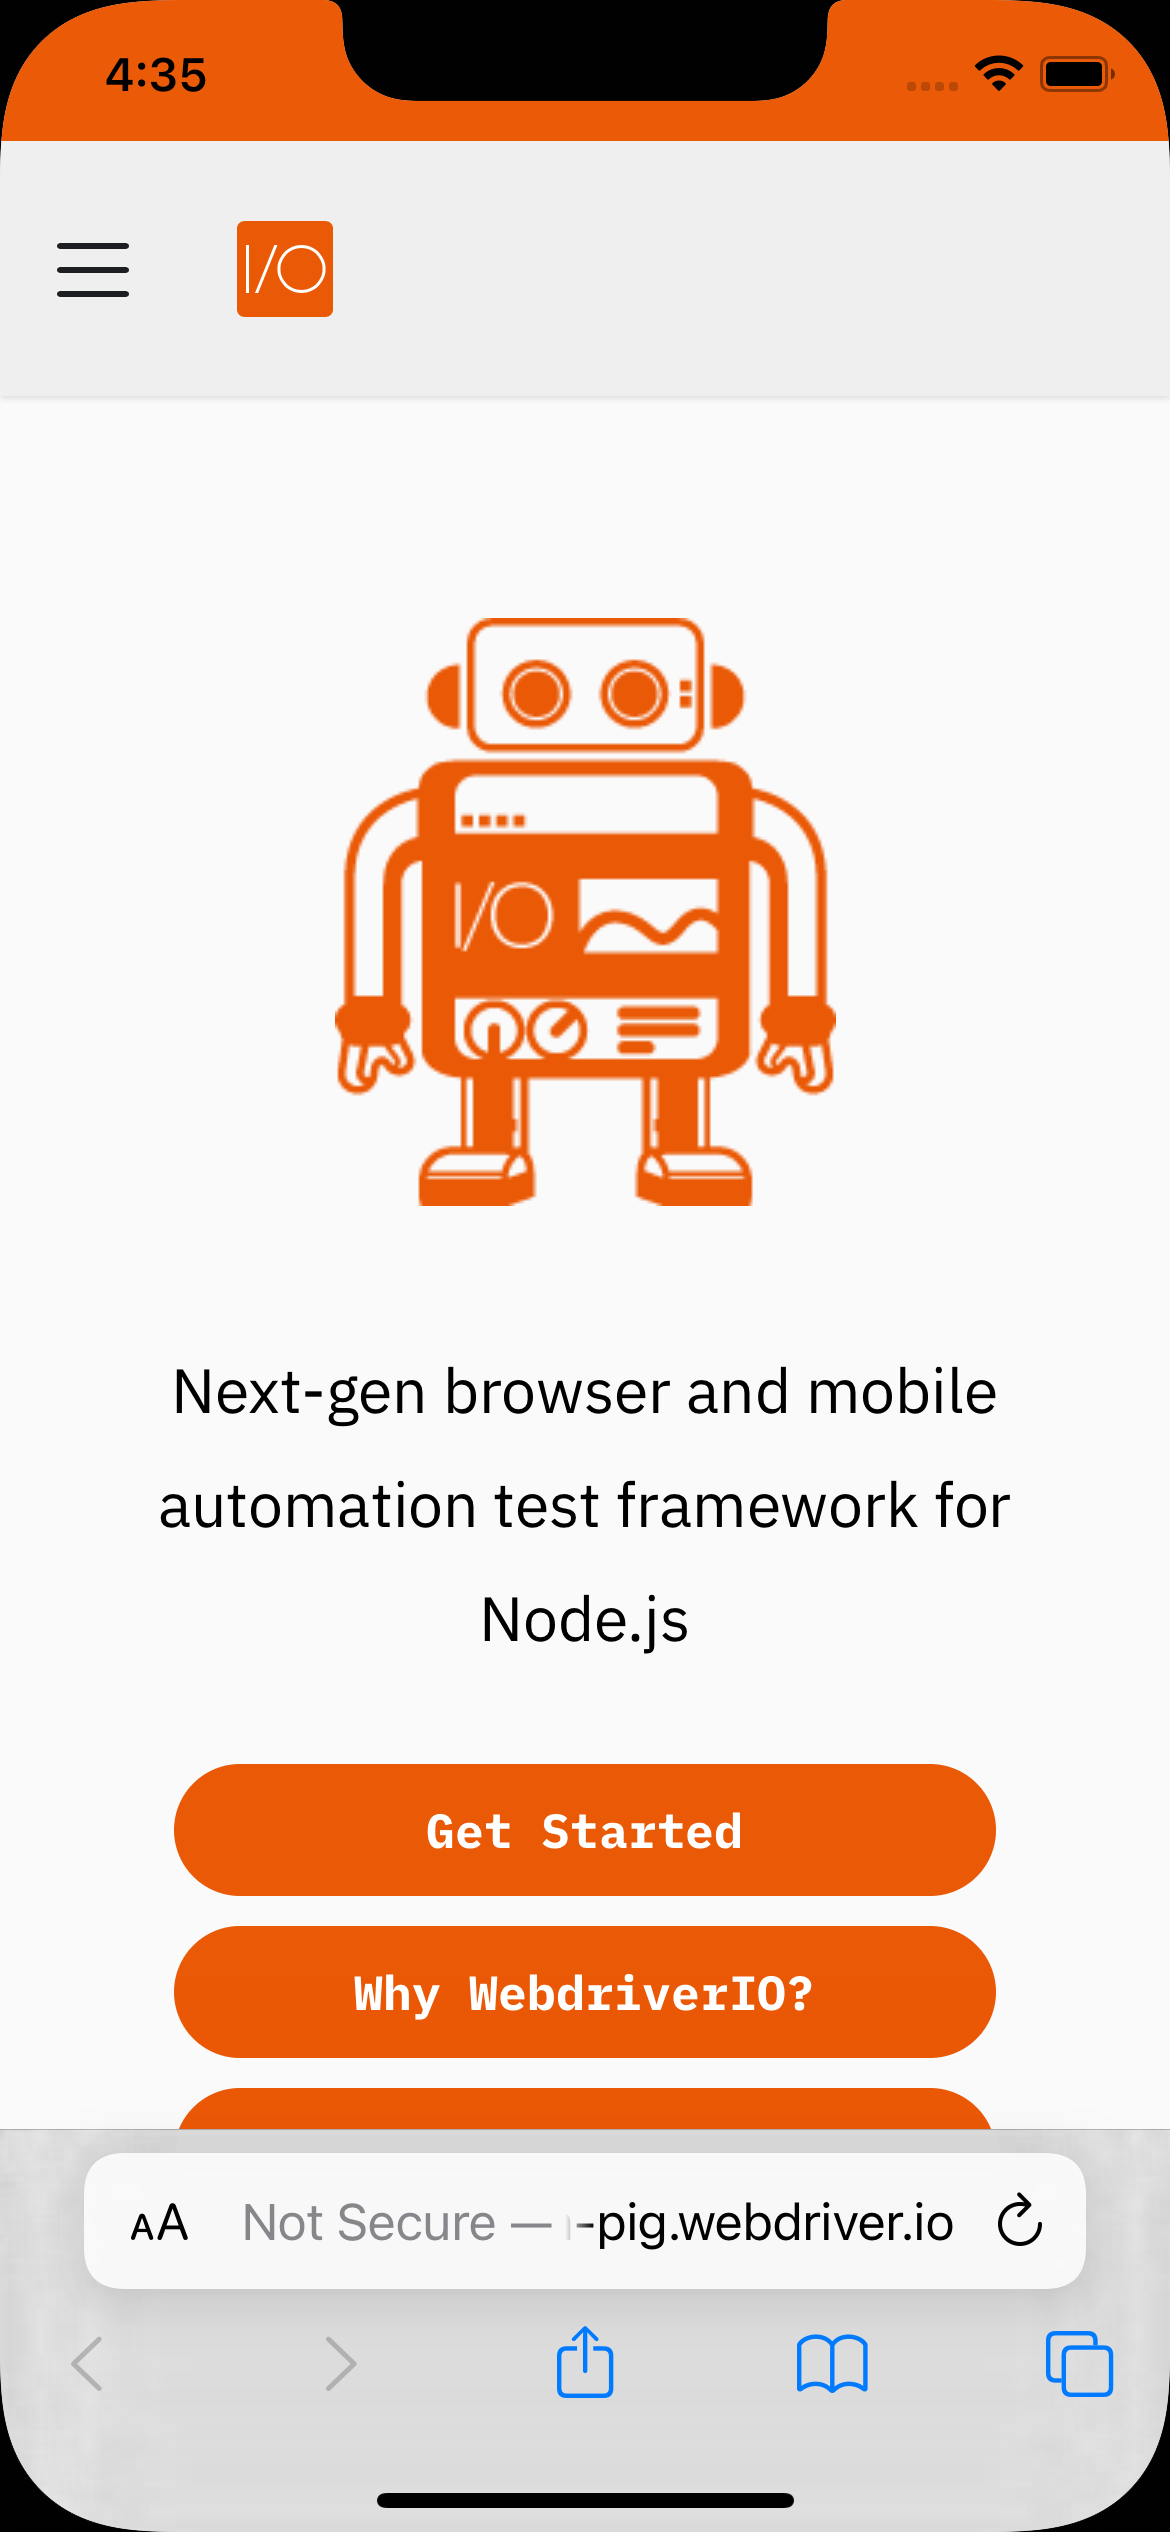 4:35
I/O
I/O
Next-gen browser and mobile
automation test framework for
Node.js
Get Started
Why WebdriverIO?
AA Not Secure — -pig.webdriver.io